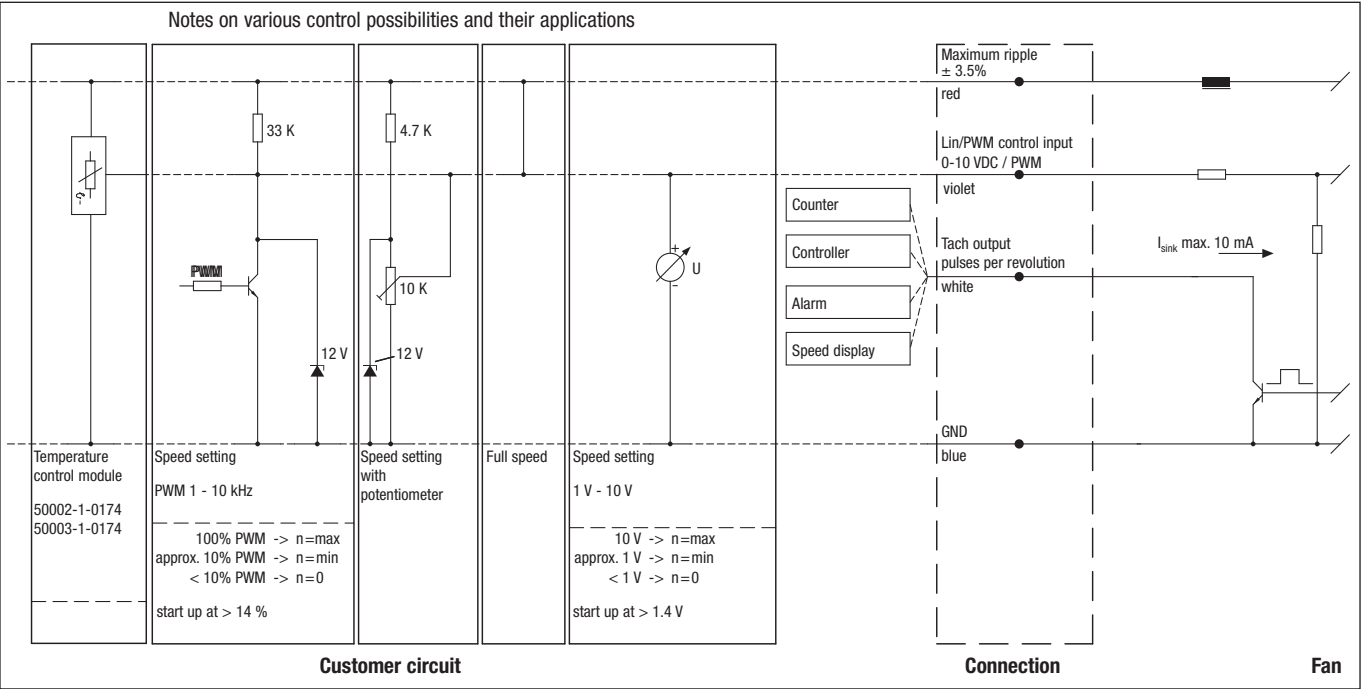 Notes on various control possibilities and their applications
33 K
PWM
12 V
4.7 K
10 K
12 V
+
U
-
Counter
Controller
Alarm
Speed display
Maximum ripple
± 3.5%
red
Lin/PWM control input
0-10 VDC / PWM
violet
Tach output
pulses per revolution
white
GND
blue
Isink max. 10 mA
Temperature
control module
50002-1-0174
50003-1-0174
Speed setting
PWM 1 - 10 kHz
100% PWM -> n=max
approx. 10% PWM -> n=min
< 10% PWM -> n=0
start up at > 14 %
Speed setting
with
potentiometer
Full speed
Speed setting
1 V - 10 V
10 V -> n=max
approx. 1 V -> n=min
< 1 V -> n=0
start up at > 1.4 V
Customer circuit
Connection
Fan